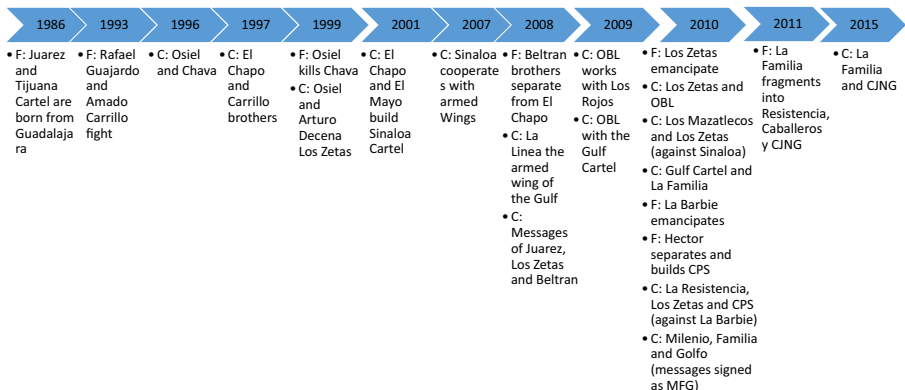 1986
1993
1996
1997
1999
2001
2007
2008
2009
2010
2011
2015
• F: Juarez
and
Tijuana
Cartel are
born from
Guadalaja
ra
• F: Rafael
Guajardo
and
Amado
Carrillo
fight
• C: Osiel
and Chava
• C: El
Chapo
and
Carrillo
brothers
• F: Osiel
kills Chava
• C: Osiel
and
Arturo
Decena
Los Zetas
• C: El
Chapo
and El
Mayo
build
Sinaloa
Cartel
• C: Sinaloa
cooperate
s with
armed
Wings
• F: Beltran
brothers
separate
from El
Chapo
• C: La
Linea the
armed
wing of
the Gulf
• C:
Messages
of Juarez,
Los Zetas
and Beltran
• C: OBL
works
with Los
Rojos
• C: OBL
with the
Gulf
Cartel
• F: Los Zetas
emancipate
• C: Los Zetas and
OBL
• C: Los Mazatlecos
and Los Zetas
(against Sinaloa)
• C: Gulf Cartel and
La Familia
• F: La Barbie
emancipates
• F: Hector
separates and
builds CPS
• C: La Resistencia,
Los Zetas and CPS
(against La Barbie)
• C: Milenio, Familia
and Golfo
(messages signed
as MFG)
• F: La
Familia
fragments
into
Resistencia,
Caballeros
y CJNG
• C: La
Familia
and CJNG